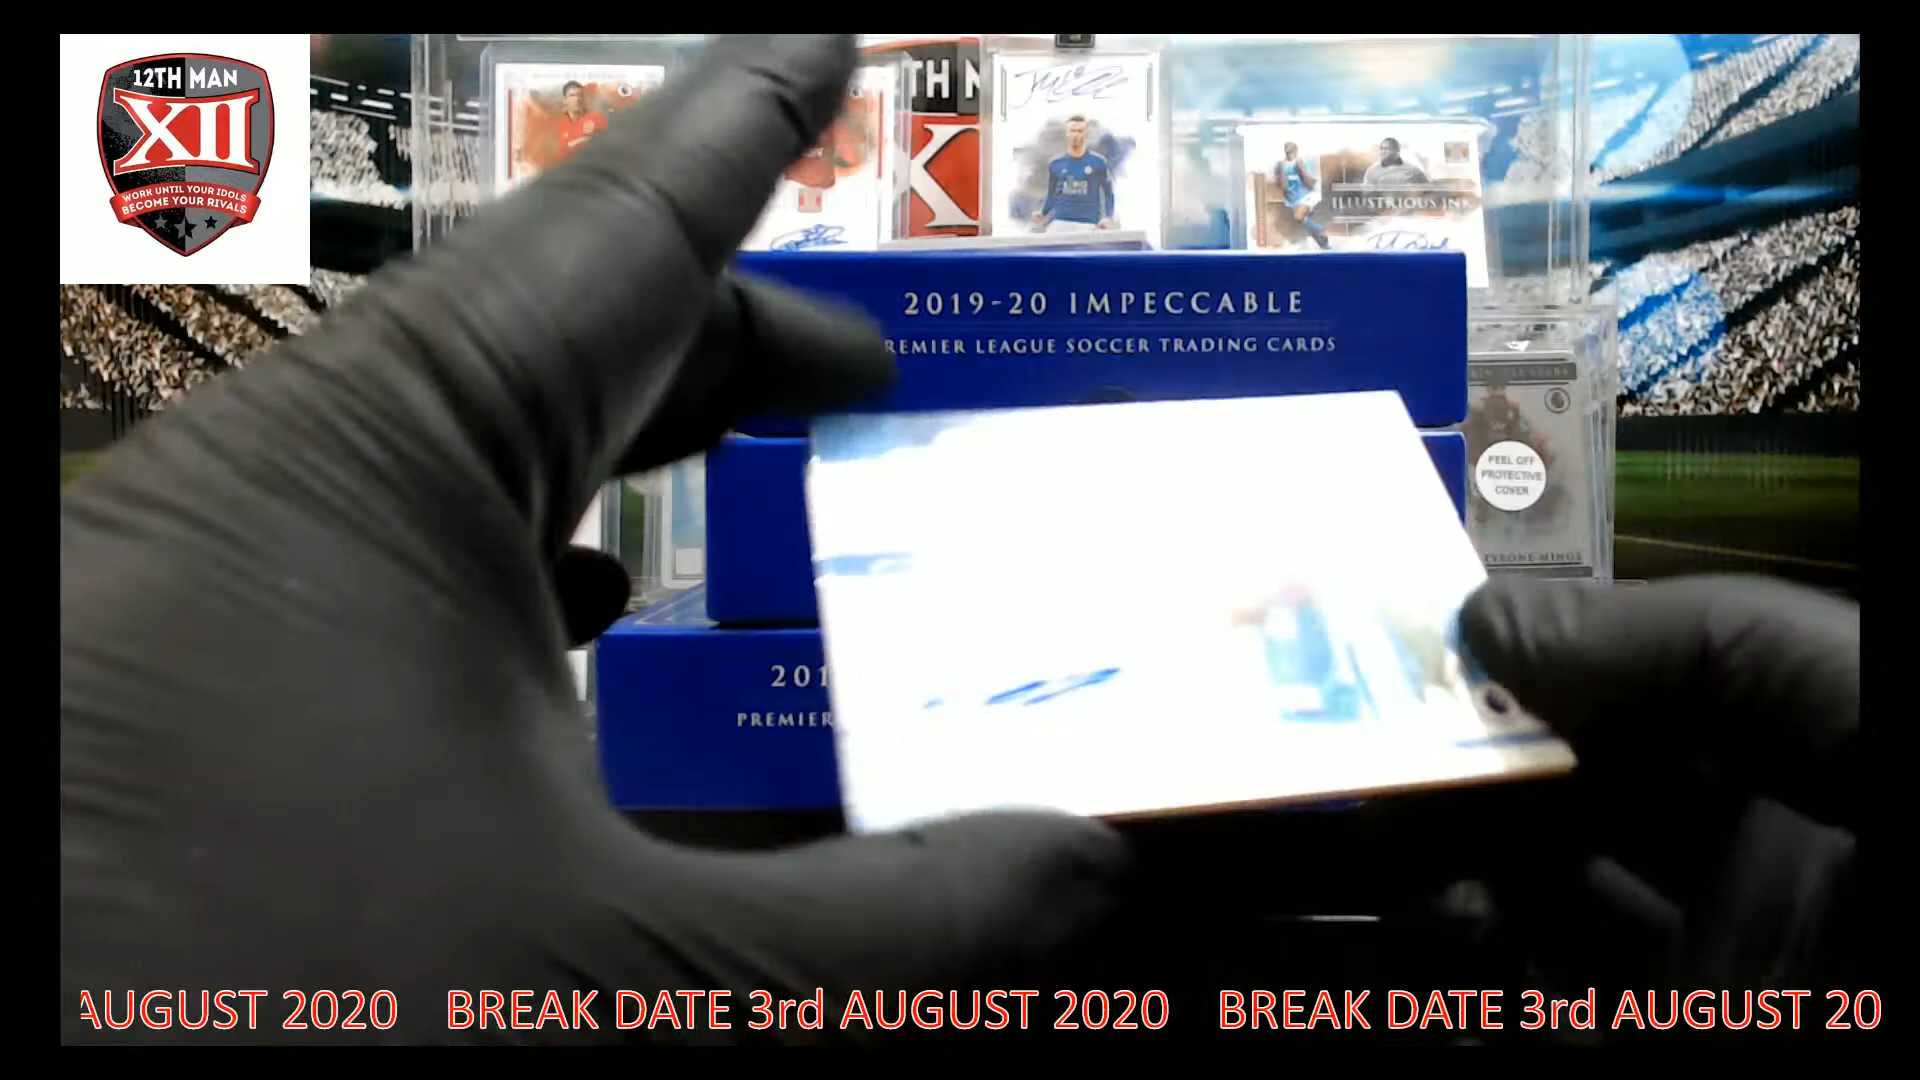 12TH MAN
XII
WORK UNTIL YOUR IDOLS
BECOME YOUR RIVALS
TH
ILLUSTRIOUS INK
2019-20 IMPECCABLE
REMIER LEAGUE SOCCER TRADING CARDS
PEEL OFF
PROTECTIVE
COVER
TYRONE MINGS
201
PREMIER
AUGUST 2020 BREAK DATE 3rd AUGUST 2020 BREAK DATE 3rd AUGUST 20